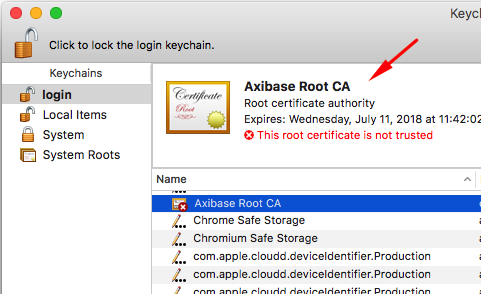 Keych
Click to lock the login keychain.
Keychains
login
Local Items
System
System Roots
Certificate
Root
Axibase Root CA
Root certificate authority
Expires: Wednesday, July 11, 2018 at 11:42:02
This root certificate is not trusted
Name
Axibase Root CA
Chrome Safe Storage
Chromium Safe Storage
com.apple.cloudd.deviceIdentifier.Production
com.apple.cloudd.deviceIdentifier.Production
com.apple.cloudd.deviceIdentifier.Production